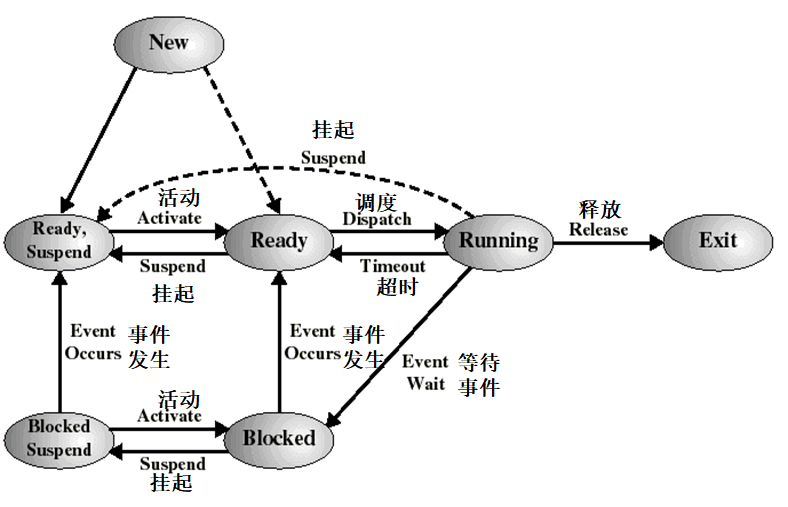 New
挂起
Suspend
活动
Activate
调度
Dispatch
释放
Release
Ready,
Suspend
Ready
Running
Exit
Suspend
挂起
Timeout
超时
Event 事件
Occurs 发生
Event 事件
Occurs 发生
Event 等待
Wait 事件
活动
Activate
Blocked
Suspend
Blocked
Suspend
挂起